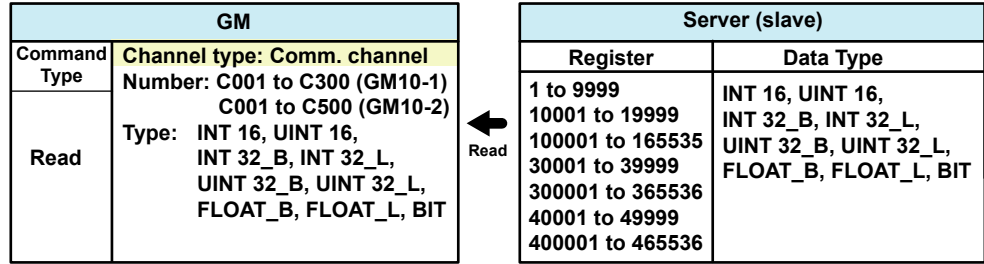 GM
Command
Type
Channel type: Comm. channel
Number: C001 to C300 (GM10-1)
C001 to C500 (GM10-2)
Read
Type: INT 16, UINT 16,
INT 32_B, INT 32_L,
UINT 32_B, UINT 32_L,
FLOAT_B, FLOAT_L, BIT
Read
Server (slave)
Register
Data Type
1 to 9999
10001 to 19999
100001 to 165535
30001 to 39999
300001 to 365536
40001 to 49999
400001 to 465536
INT 16, UINT 16,
INT 32_B, INT 32_L,
UINT 32_B, UINT 32_L,
FLOAT_B, FLOAT_L, BIT